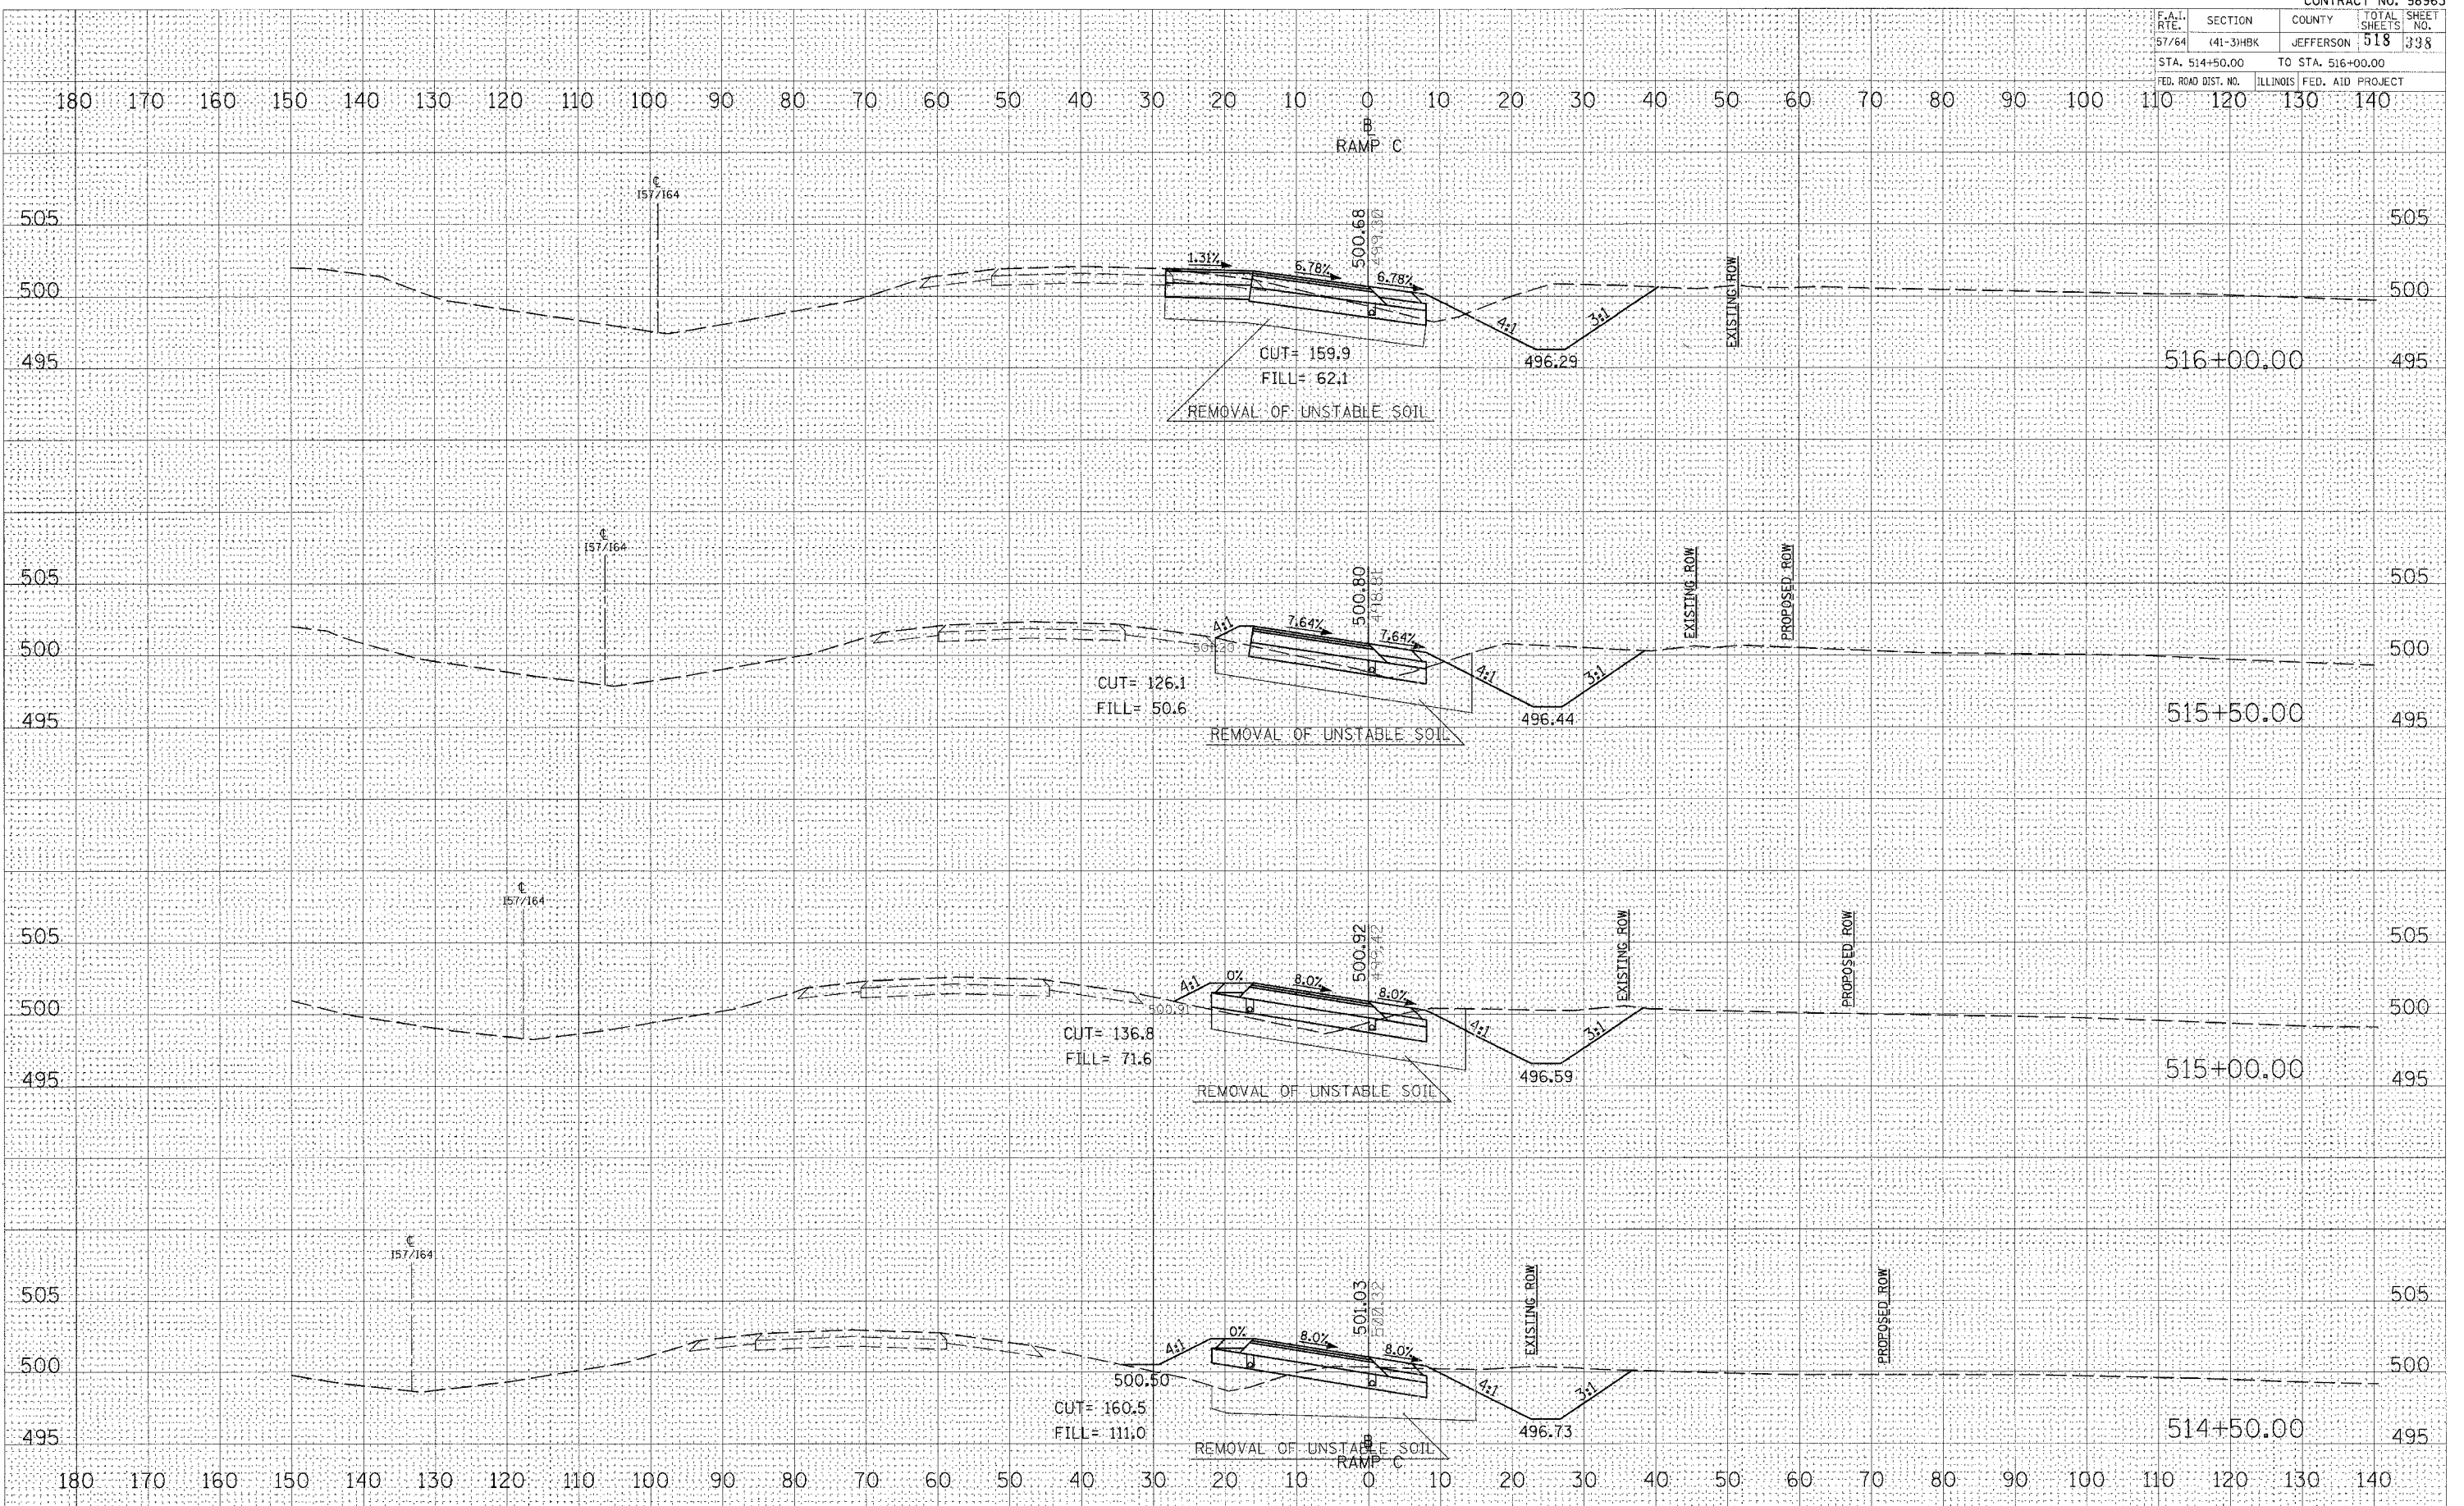 CONTRACT NO. 58963
F.A.I. RTE. SECTION COUNTY TOTAL SHEETS SHEET NO.
57/64 (41-3)HBK JEFFERSON 518 338
STA. 514+50.00 TO STA. 516+00.00
FED. ROAD DIST. NO. ILLINOIS FED. AID PROJECT
180 170 160 150 140 130 120 110 100 90 80 70 60 50 40 30 20 10 0 10 20 30 40 50 60 70 80 90 100 110 120 130 140
B
RAMP C
℄
I57/I64
505 505
500.68
499.30
1.31% 6.78% 6.78%
500 500
EXISTING ROW
4:1 3:1
CUT= 159.9
496.29
516+00.00
495 495
FILL= 62.1
REMOVAL OF UNSTABLE SOIL
℄
I57/I64
505 505
500.80
498.81
EXISTING ROW
PROPOSED ROW
4:1 7.64% 7.64%
501.20
500 500
4:1 3:1
CUT= 126.1
FILL= 50.6
496.44
515+50.00
495 495
REMOVAL OF UNSTABLE SOIL
℄
I57/I64
505 505
500.92
499.42
EXISTING ROW
PROPOSED ROW
4:1 0% 8.0% 8.0%
500.91
500 500
4:1 3:1
CUT= 136.8
FILL= 71.6
496.59
515+00.00
495 495
REMOVAL OF UNSTABLE SOIL
℄
I57/I64
505 505
501.03
500.32
EXISTING ROW
PROPOSED ROW
4:1 0% 8.0% 8.0%
500 500
500.50
4:1 3:1
CUT= 160.5
FILL= 111.0
496.73
514+50.00
495 495
REMOVAL OF UNSTABLE SOIL
B
RAMP C
180 170 160 150 140 130 120 110 100 90 80 70 60 50 40 30 20 10 0 10 20 30 40 50 60 70 80 90 100 110 120 130 140